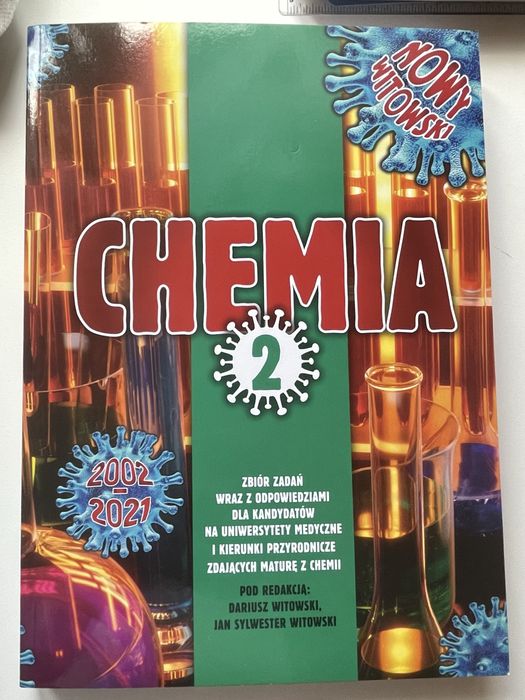 NOWY
WITOWSKI
CHEMIA
2
2002-
2021
ZBIÓR ZADAŃ
WRAZ Z ODPOWIEDZIAMI
DLA KANDYDATÓW
NA UNIWERSYTETY MEDYCZNE
I KIERUNKI PRZYRODNICZE
ZDAJĄCYCH MATURĘ Z CHEMII
POD REDAKCJĄ:
DARIUSZ WITOWSKI,
JAN SYLWESTER WITOWSKI